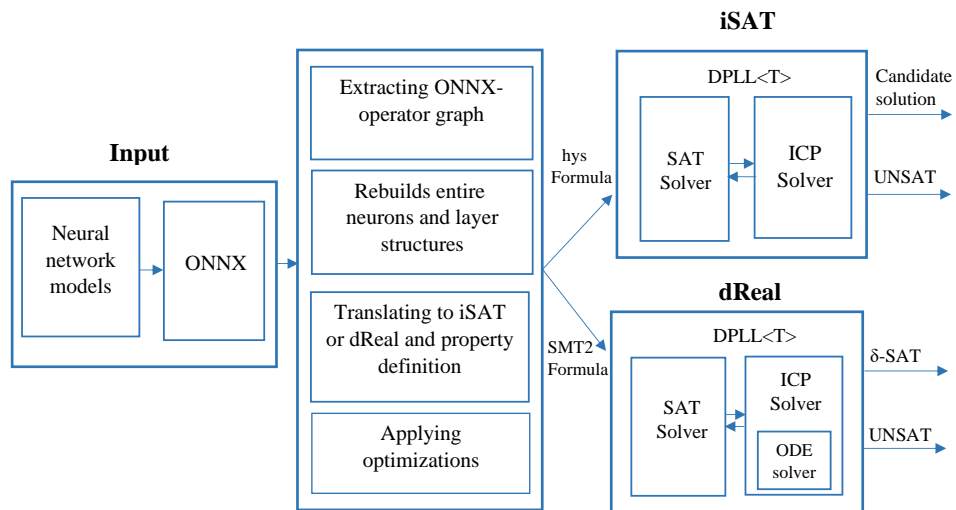 Input
Neural
network
models
ONNX
Extracting ONNX-
operator graph
Rebuilds entire
neurons and layer
structures
Translating to iSAT
or dReal and property
definition
Applying
optimizations
hys
Formula
SMT2
Formula
iSAT
DPLL<T>
SAT
Solver
ICP
Solver
Candidate
solution
UNSAT
dReal
DPLL<T>
SAT
Solver
ICP
Solver
ODE
solver
δ-SAT
UNSAT